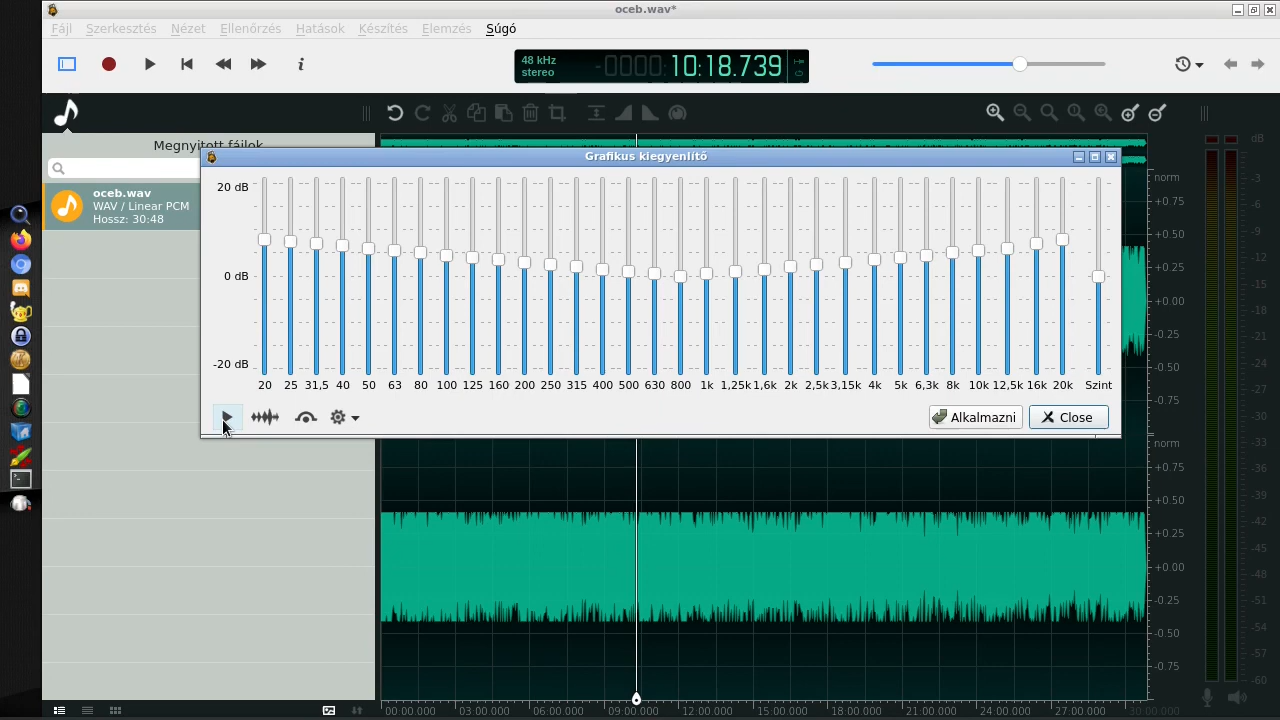 oceb.wav*
Fájl Szerkesztés Nézet Ellenőrzés Hatások Készítés Elemzés Súgó
48 kHz
stereo
-0000:10:18.739
Megnyitott fájlok
oceb.wav
WAV / Linear PCM
Hossz: 30:48
Grafikus kiegyenlítő
20 dB
0 dB
-20 dB
20 25 31,5 40 50 63 80 100 125 160 200 250 315 400 500 630 800 1k 1,25k 1,6k 2k 2,5k 3,15k 4k 5k 6,3k 8k 10k 12,5k 16k 20k Szint
Alkalmazni Close
norm
+0.75
+0.50
+0.25
+0.00
-0.25
-0.50
-0.75
norm
+0.75
+0.50
+0.25
+0.00
-0.25
-0.50
-0.75
dB
-3
-6
-9
-12
-15
-18
-21
-24
-27
-30
-33
-36
-39
-42
-45
-48
-51
-54
-57
-60
00:00.000 03:00.000 06:00.000 09:00.000 12:00.000 15:00.000 18:00.000 21:00.000 24:00.000 27:00.000 30:00.000